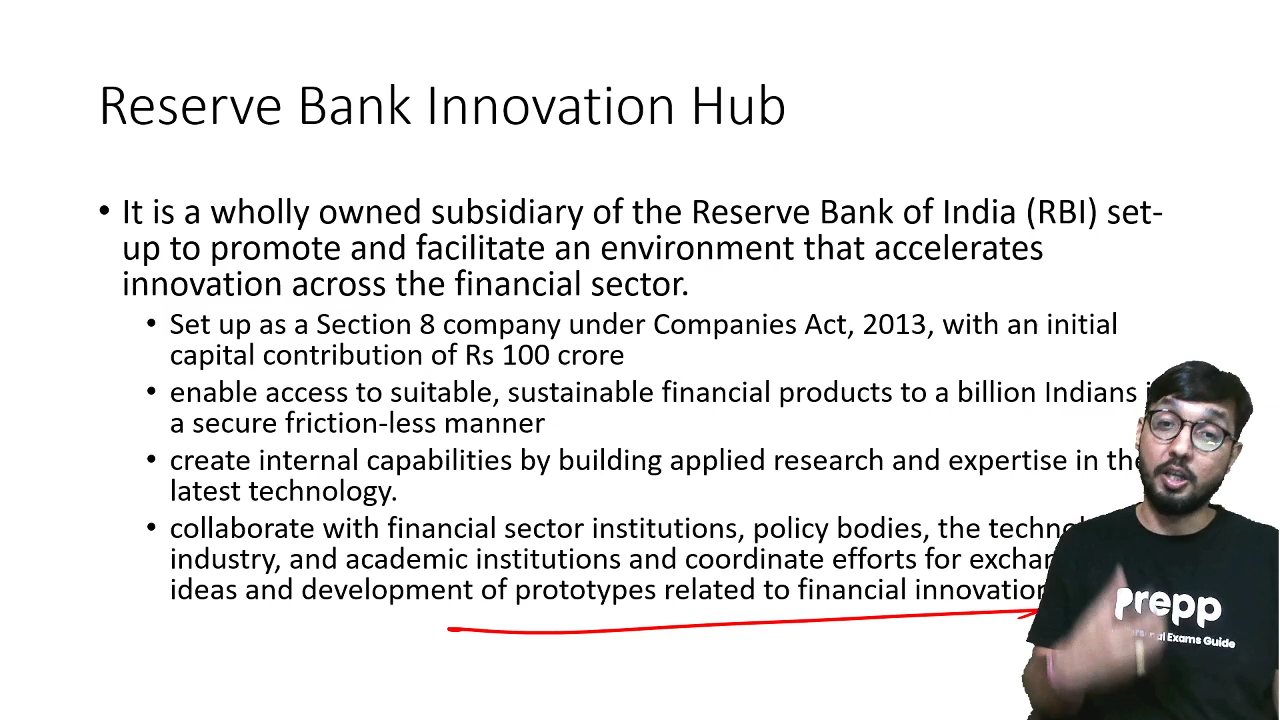 Reserve Bank Innovation Hub
• It is a wholly owned subsidiary of the Reserve Bank of India (RBI) set-
up to promote and facilitate an environment that accelerates
innovation across the financial sector.
• Set up as a Section 8 company under Companies Act, 2013, with an initial
capital contribution of Rs 100 crore
• enable access to suitable, sustainable financial products to a billion Indians
a secure friction-less manner
• create internal capabilities by building applied research and expertise in the
latest technology.
• collaborate with financial sector institutions, policy bodies, the
industry, and academic institutions and coordinate efforts for
ideas and development of prototypes related to financial
prepp
Exams Guide